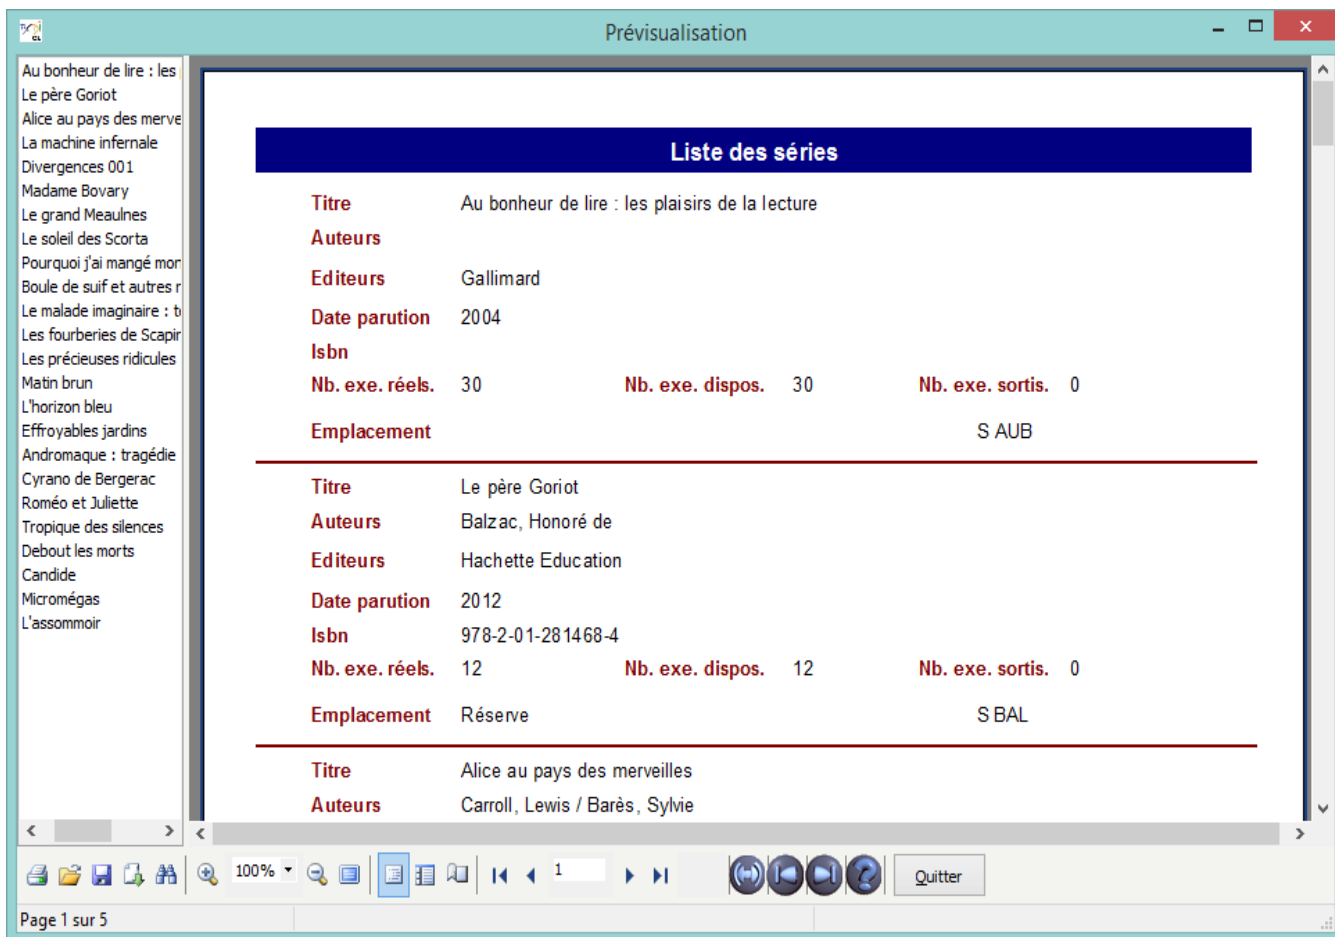 Prévisualisation
Au bonheur de lire : les
Le père Goriot
Alice au pays des merve
La machine infernale
Divergences 001
Madame Bovary
Le grand Meaulnes
Le soleil des Scorta
Pourquoi j'ai mangé mon
Boule de suif et autres r
Le malade imaginaire : t
Les fourberies de Scapin
Les précieuses ridicules
Matin brun
L'horizon bleu
Effroyables jardins
Andromaque : tragédie
Cyrano de Bergerac
Roméo et Juliette
Tropique des silences
Debout les morts
Candide
Micromégas
L'assommoir
Liste des séries
Titre Au bonheur de lire : les plaisirs de la lecture
Auteurs
Editeurs Gallimard
Date parution 2004
Isbn
Nb. exe. réels. 30 Nb. exe. dispos. 30 Nb. exe. sortis. 0
Emplacement S AUB
Titre Le père Goriot
Auteurs Balzac, Honoré de
Editeurs Hachette Education
Date parution 2012
Isbn 978-2-01-281468-4
Nb. exe. réels. 12 Nb. exe. dispos. 12 Nb. exe. sortis. 0
Emplacement Réserve S BAL
Titre Alice au pays des merveilles
Auteurs Carroll, Lewis / Barès, Sylvie
100% 1 Quitter
Page 1 sur 5